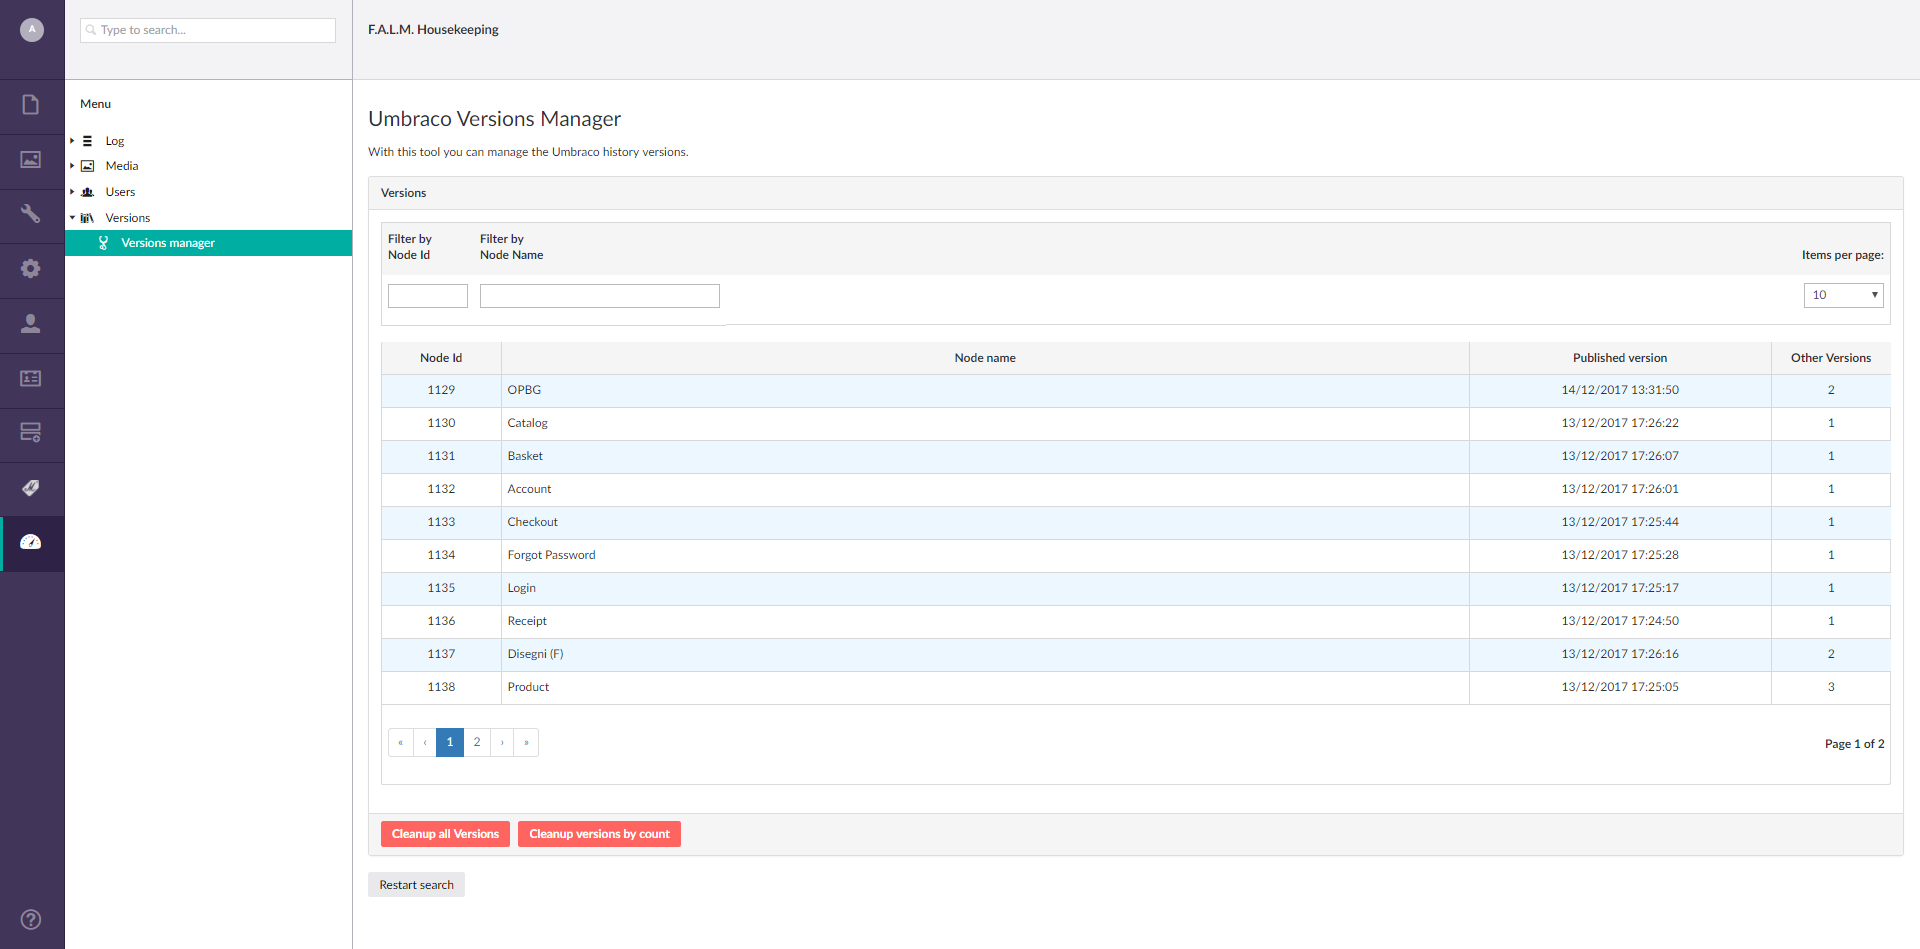 A
Type to search...
F.A.L.M. Housekeeping
Menu
Log
Media
Users
Versions
Versions manager
Umbraco Versions Manager
With this tool you can manage the Umbraco history versions.
Versions
Filter by Node Id
Filter by Node Name
Items per page:
10
Node Id Node name Published version Other Versions
1129 OPBG 14/12/2017 13:31:50 2
1130 Catalog 13/12/2017 17:26:22 1
1131 Basket 13/12/2017 17:26:07 1
1132 Account 13/12/2017 17:26:01 1
1133 Checkout 13/12/2017 17:25:44 1
1134 Forgot Password 13/12/2017 17:25:28 1
1135 Login 13/12/2017 17:25:17 1
1136 Receipt 13/12/2017 17:24:50 1
1137 Disegni (F) 13/12/2017 17:26:16 2
1138 Product 13/12/2017 17:25:05 3
« ‹ 1 2 › »
Page 1 of 2
Cleanup all Versions Cleanup versions by count
Restart search